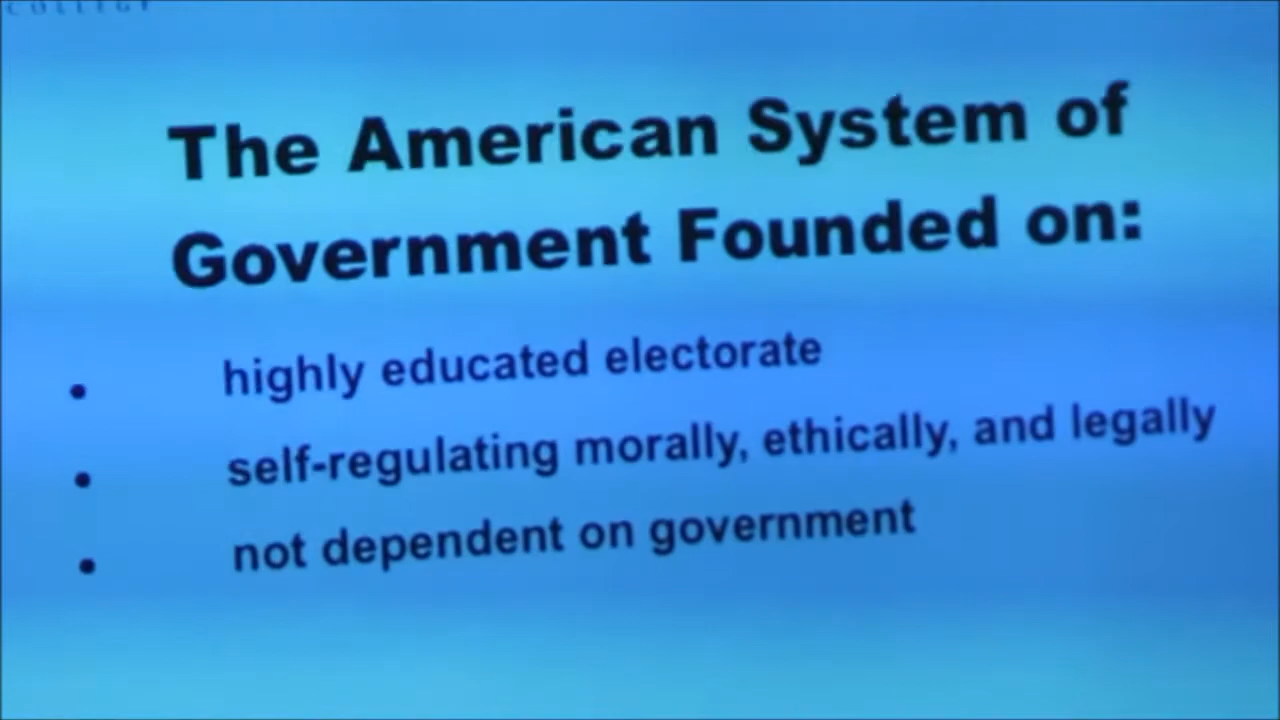 COLLEGE
The American System of
Government Founded on:
• highly educated electorate
• self-regulating morally, ethically, and legally
• not dependent on government